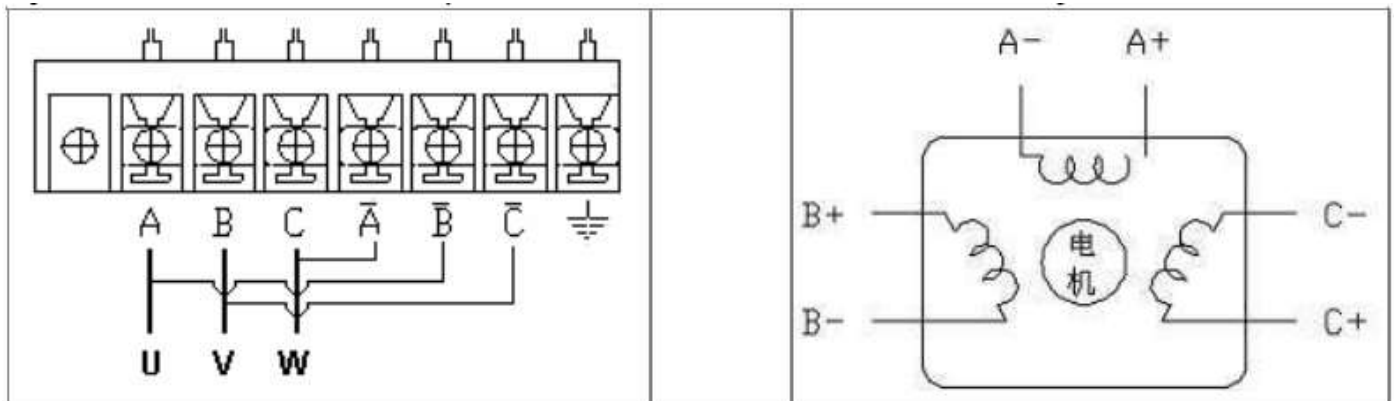 A B C A̅ B̅ C̅
U V W
A- A+
B+ C-
电
机
B- C+